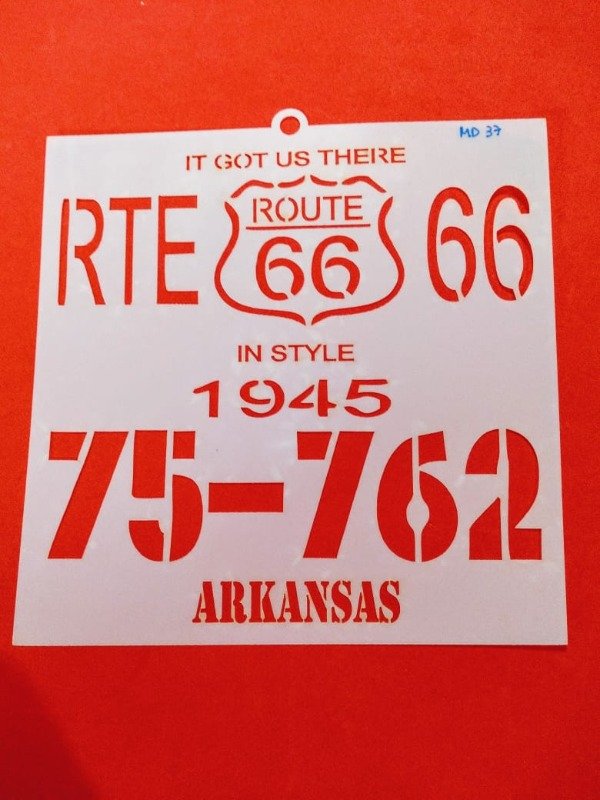 MD 37
IT GOT US THERE
RTE ROUTE 66 66
IN STYLE
1945
75-762
ARKANSAS